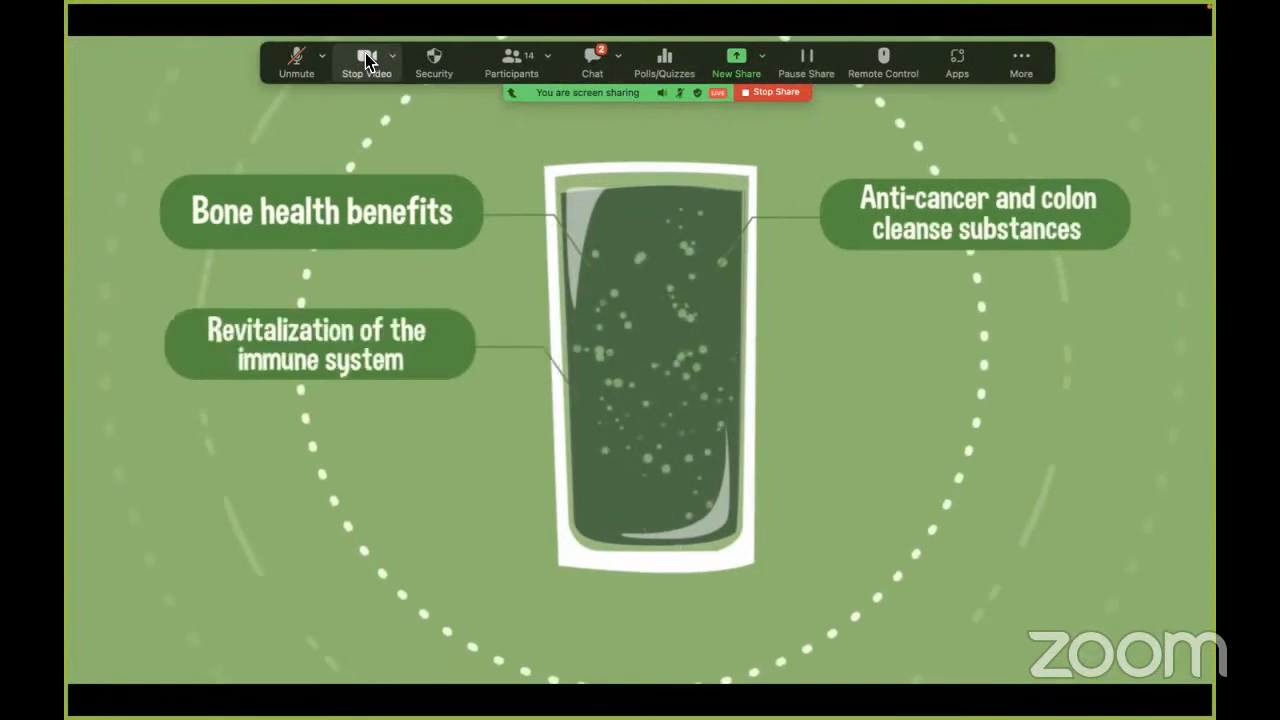 Unmute
Stop Video
Security
14
Participants
2
Chat
Polls/Quizzes
New Share
Pause Share
Remote Control
Apps
More
You are screen sharing
LIVE
Stop Share
Bone health benefits
Anti-cancer and colon
cleanse substances
Revitalization of the
immune system
zoom